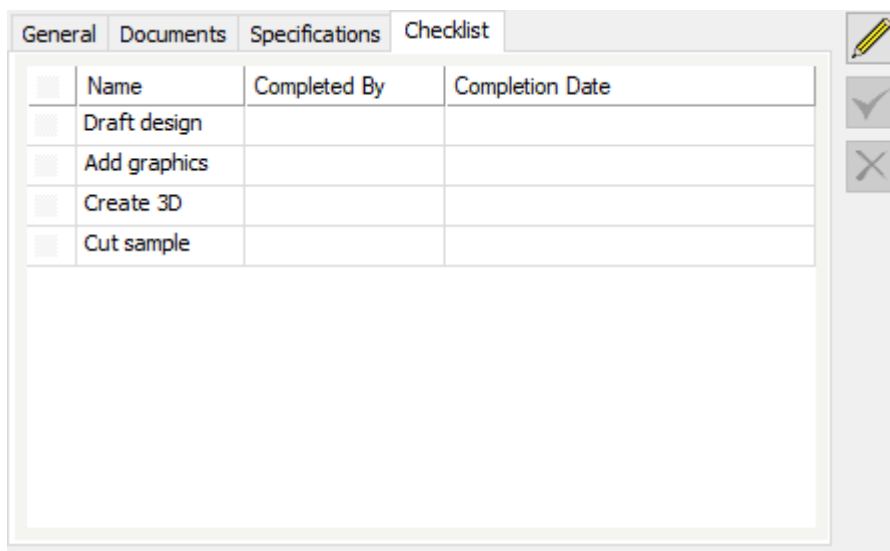 General Documents Specifications Checklist
Name Completed By Completion Date
Draft design
Add graphics
Create 3D
Cut sample